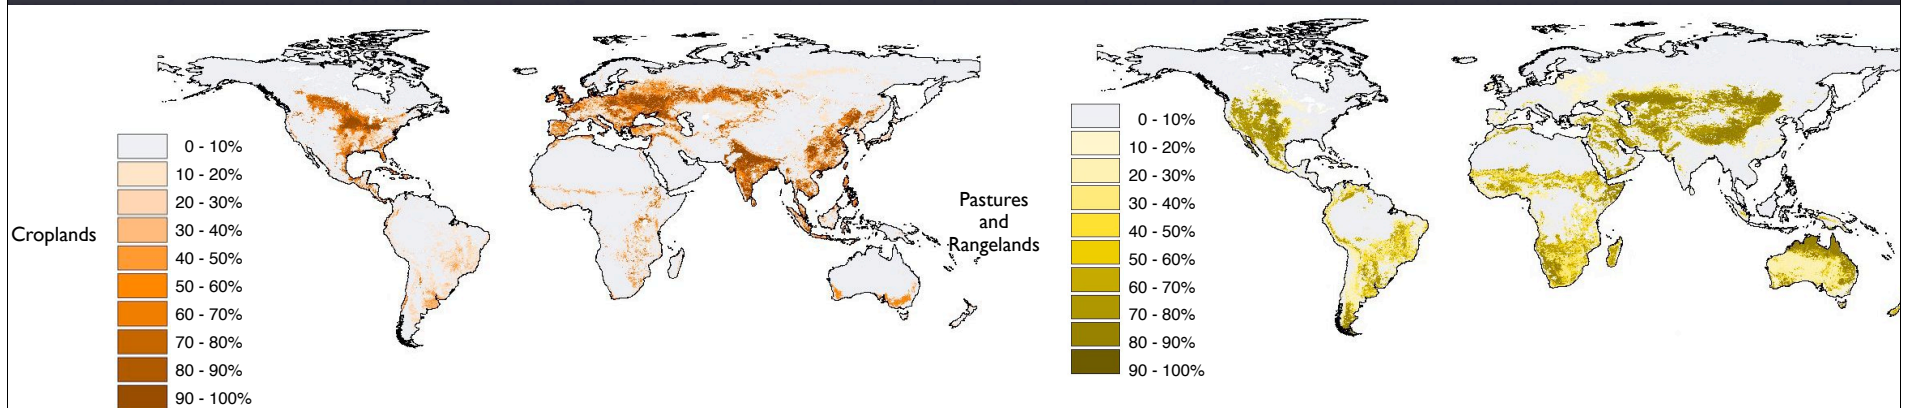 Croplands
0 - 10%
10 - 20%
20 - 30%
30 - 40%
40 - 50%
50 - 60%
60 - 70%
70 - 80%
80 - 90%
90 - 100%
Pastures
and
Rangelands
0 - 10%
10 - 20%
20 - 30%
30 - 40%
40 - 50%
50 - 60%
60 - 70%
70 - 80%
80 - 90%
90 - 100%